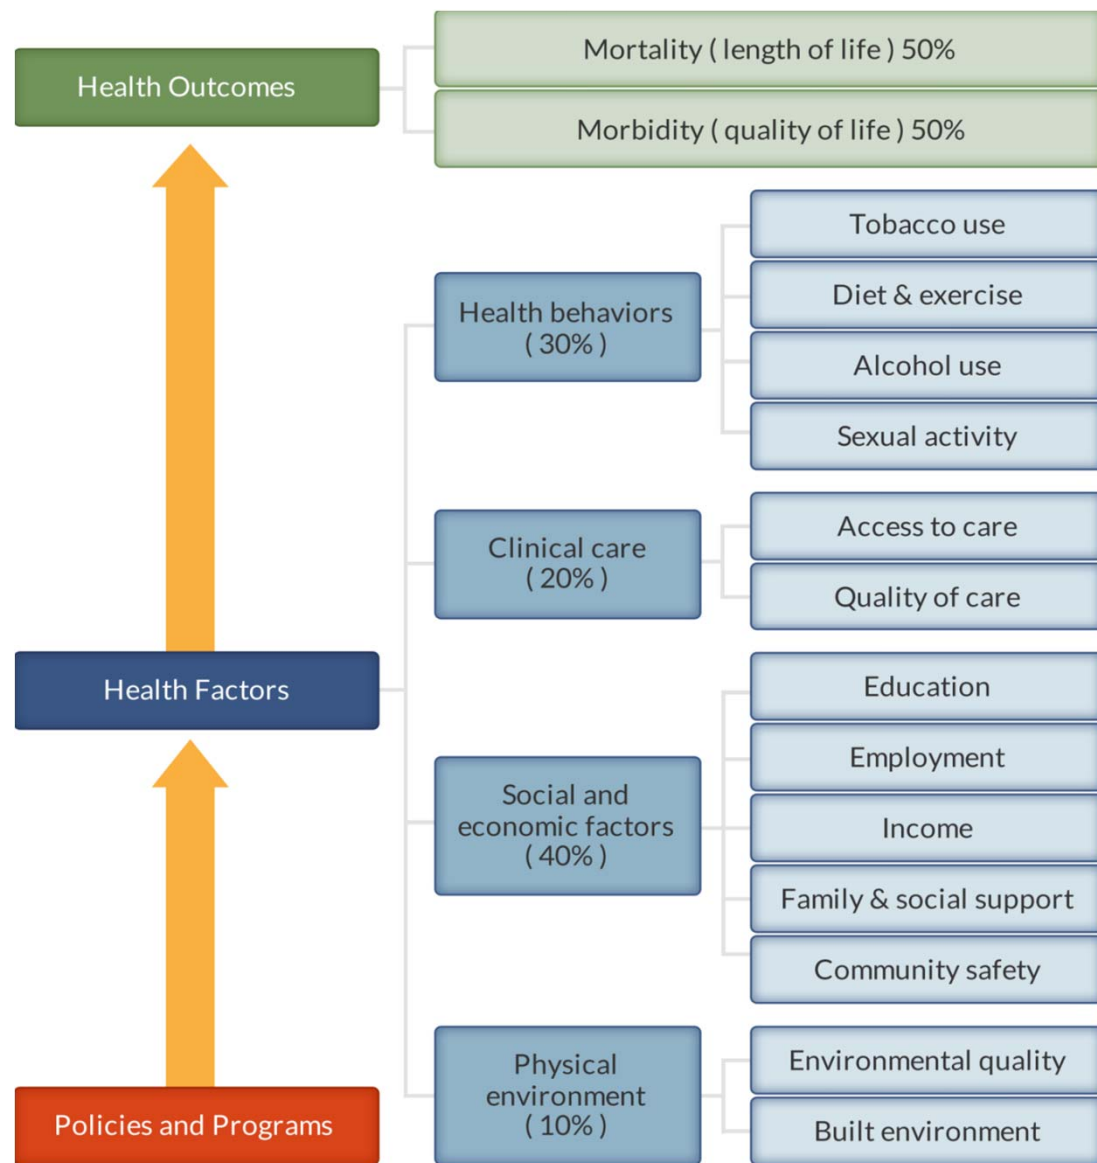 Health Outcomes
Mortality ( length of life ) 50%
Morbidity ( quality of life ) 50%
Health Factors
Health behaviors
( 30% )
Tobacco use
Diet & exercise
Alcohol use
Sexual activity
Clinical care
( 20% )
Access to care
Quality of care
Social and
economic factors
( 40% )
Education
Employment
Income
Family & social support
Community safety
Physical
environment
( 10% )
Environmental quality
Built environment
Policies and Programs